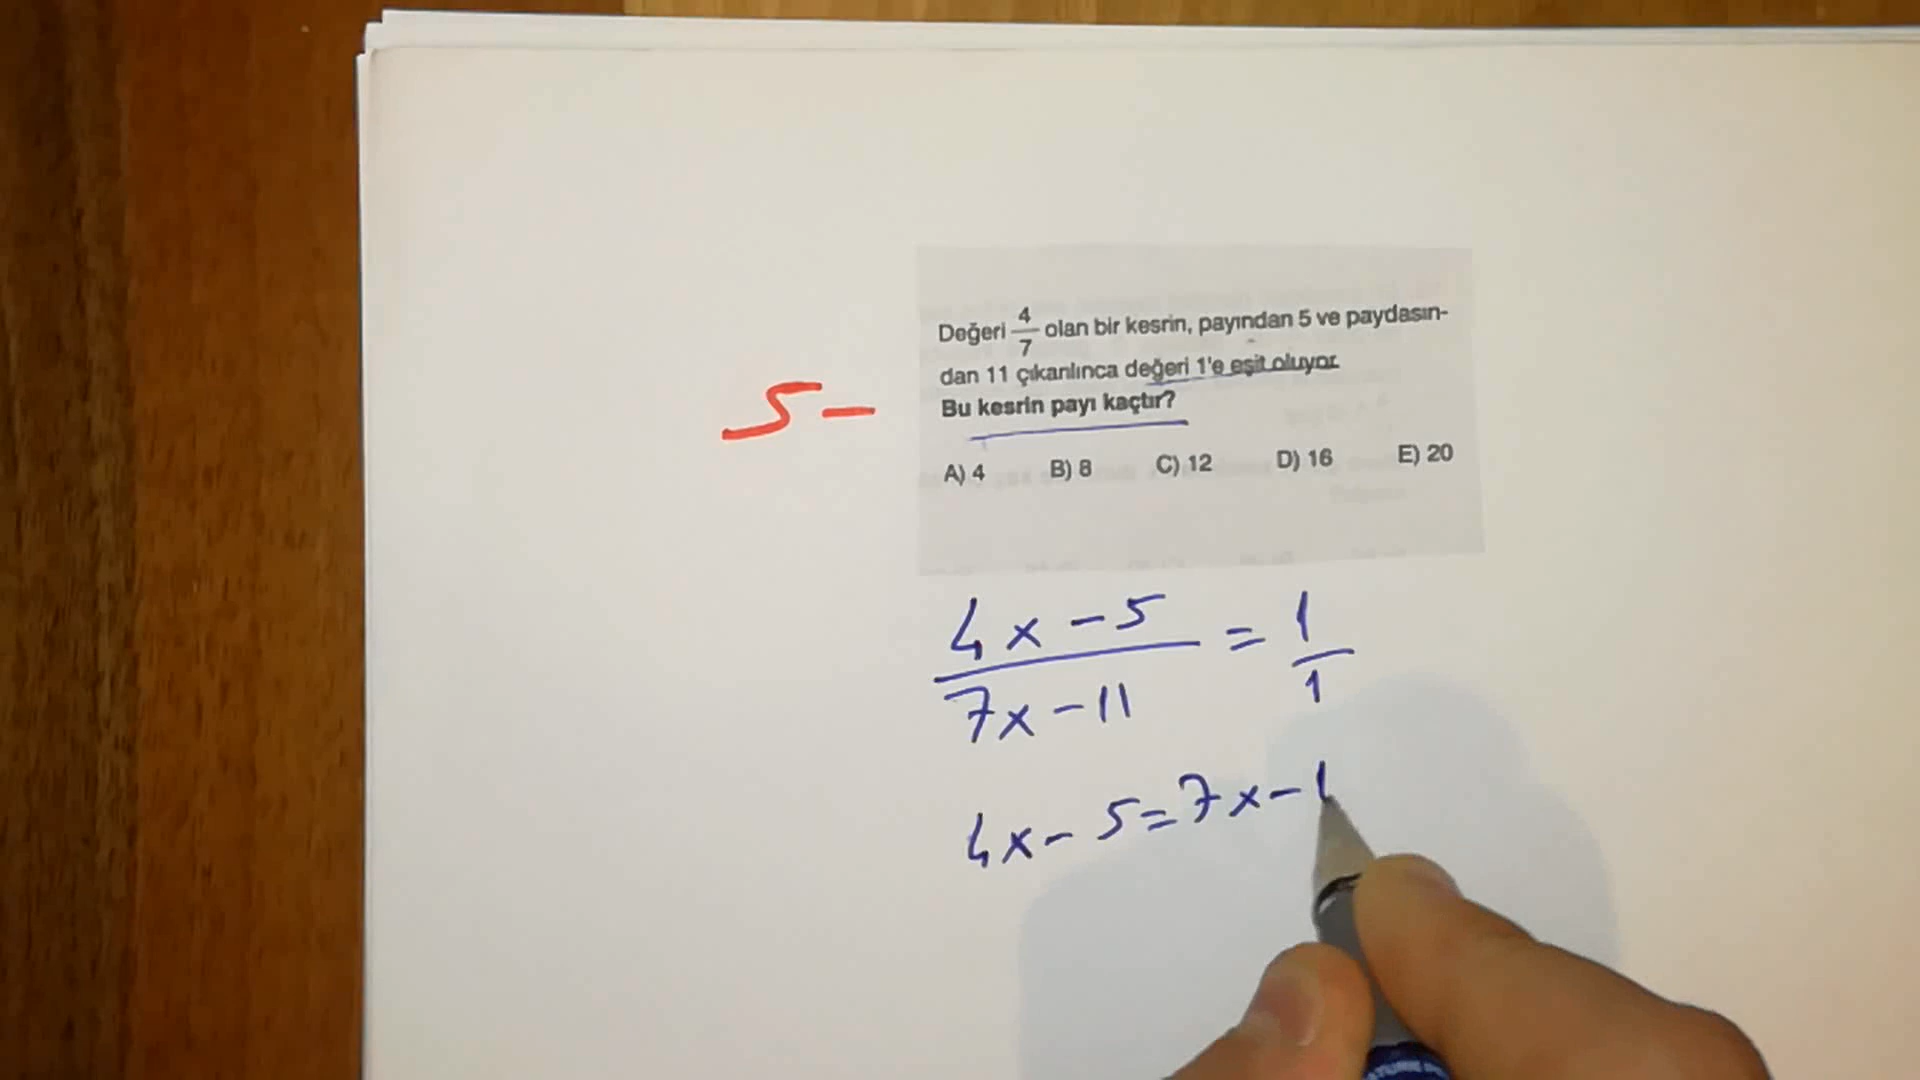 Değeri 4/7 olan bir kesrin, payından 5 ve paydasın-
dan 11 çıkarılınca değeri 1'e eşit oluyor.
Bu kesrin payı kaçtır?
A) 4 B) 8 C) 12 D) 16 E) 20
5-
4x-5 = 1
7x-11 1
4x-5=7x-1